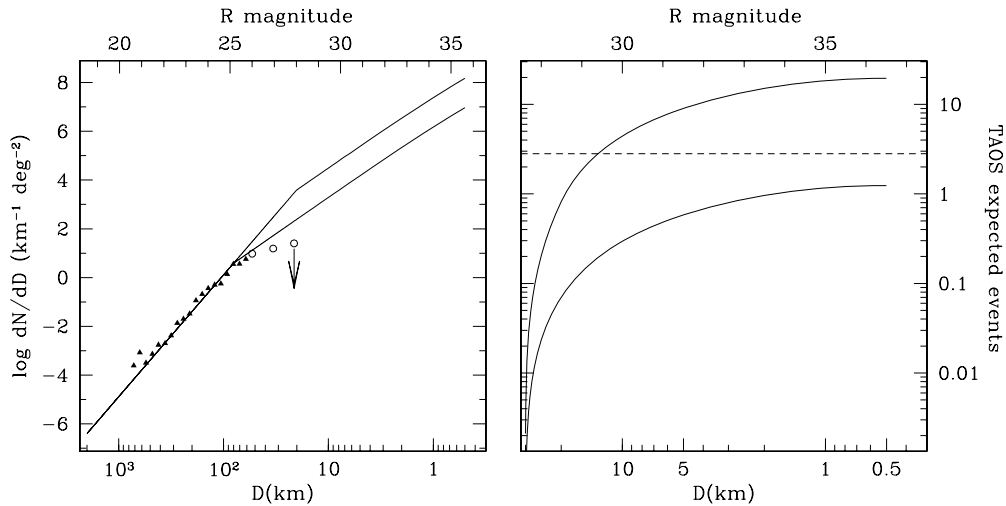 R magnitude
R magnitude
20 25 30 35
30 35
log dN/dD (km⁻¹ deg⁻²)
8
6
4
2
0
−2
−4
−6
10
1
0.1
0.01
TAOS expected events
10³ 10² 10 1
10 5 1 0.5
D(km)
D(km)